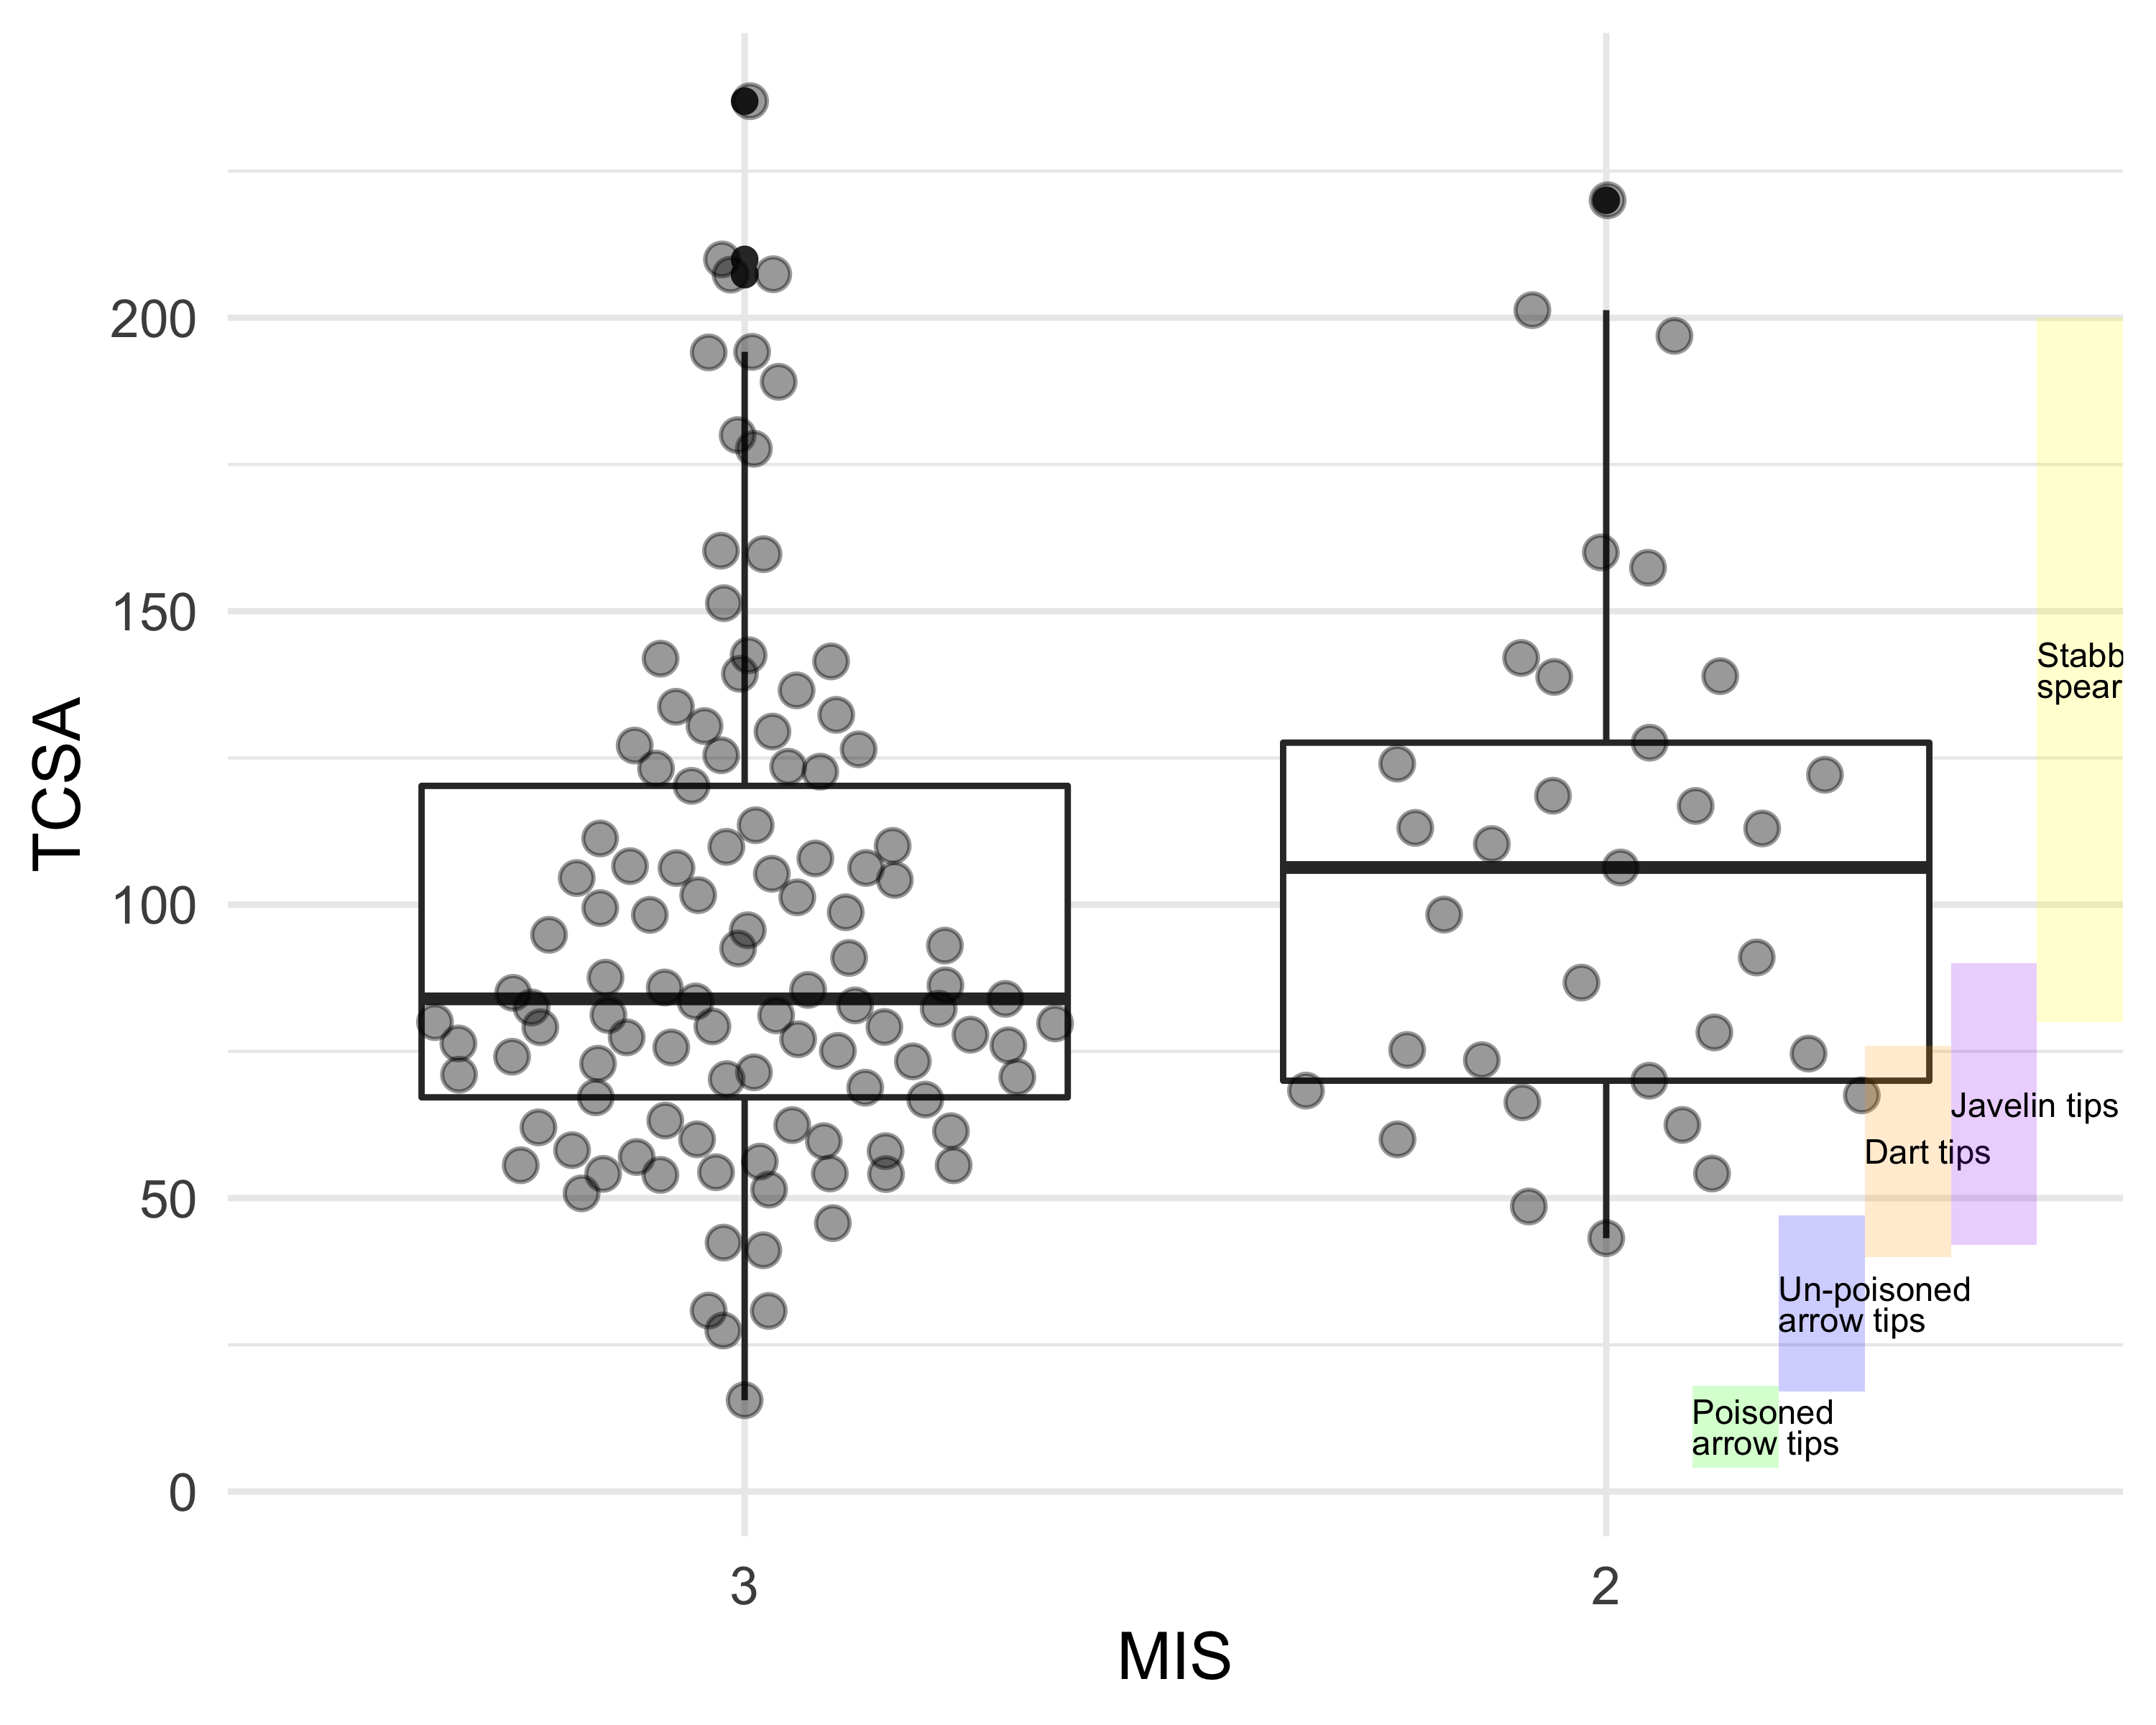 TCSA
200
150
100
50
0
Stabb
spear
Javelin tips
Dart tips
Un-poisoned
arrow tips
Poisoned
arrow tips
3
2
MIS